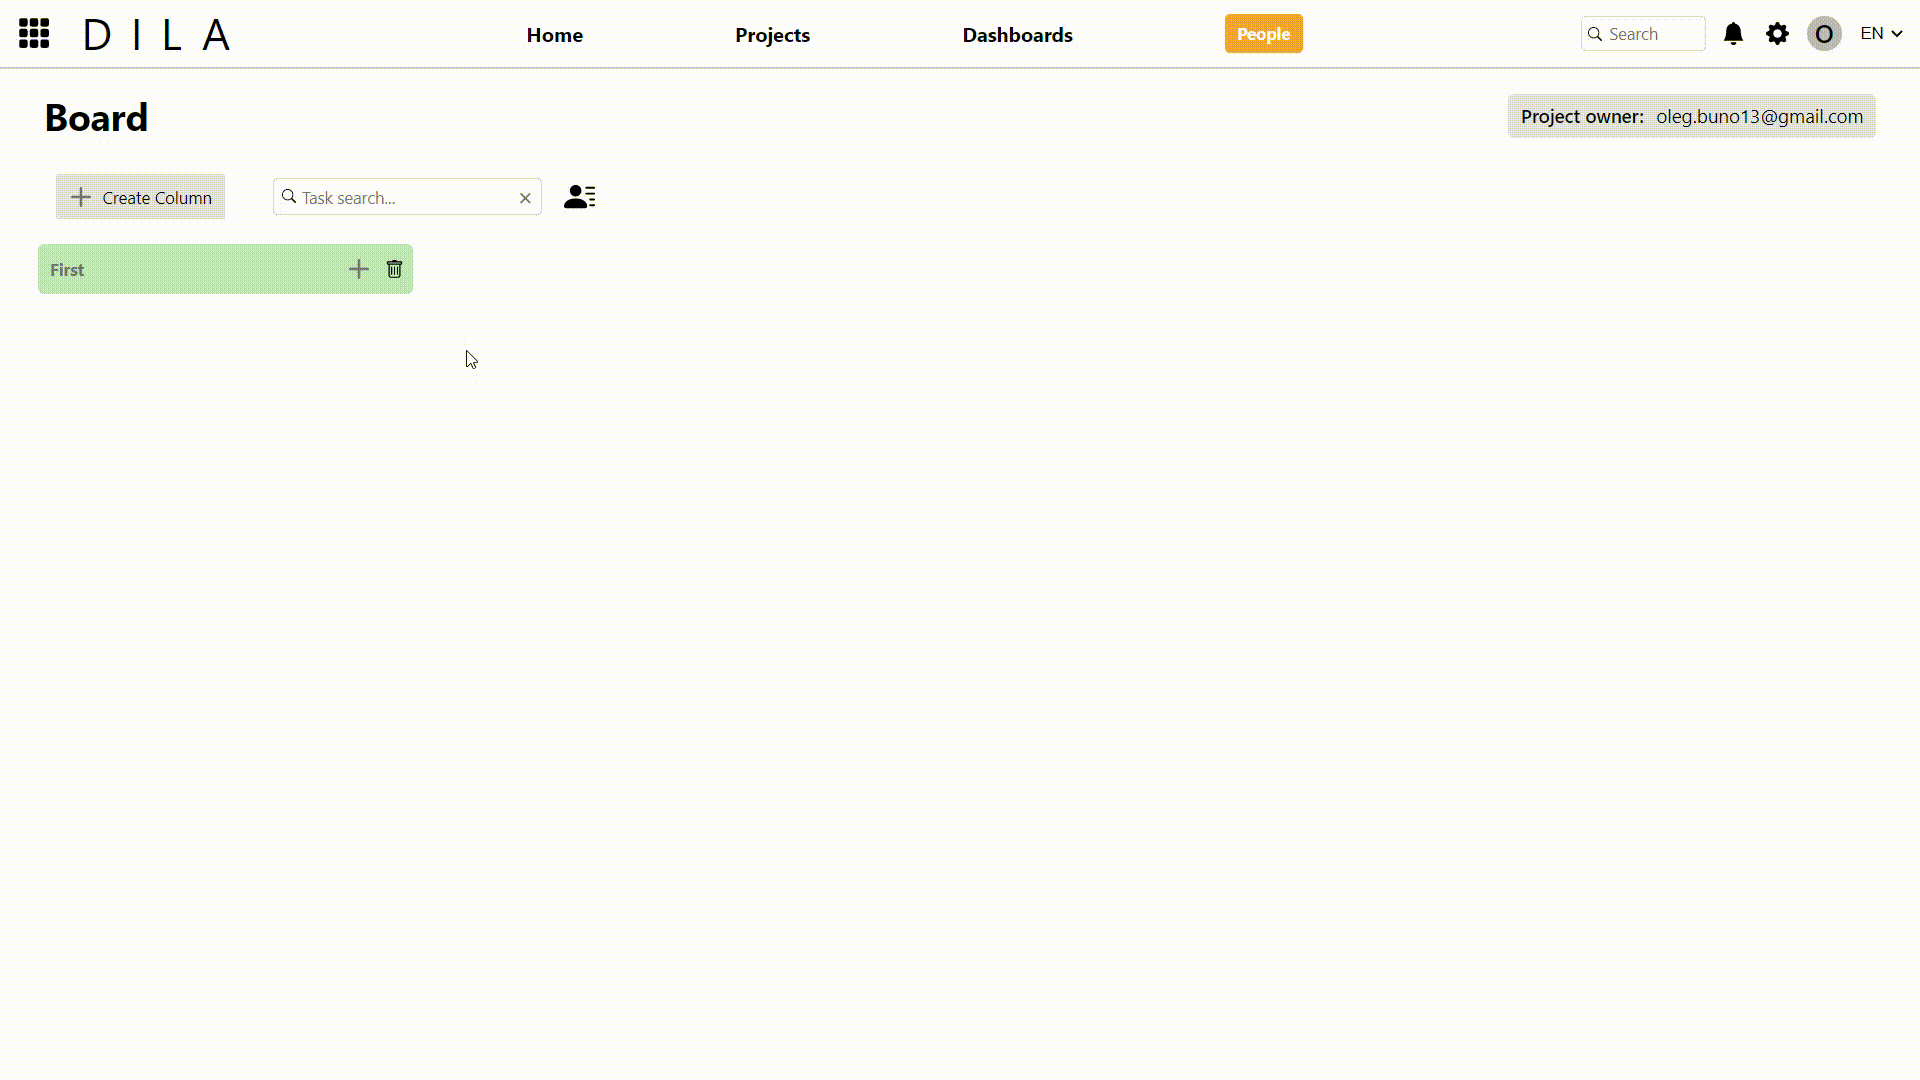 D I L A Home Projects Dashboards People Search O EN
Board Project owner: oleg.buno13@gmail.com
Create Column Task search...
First